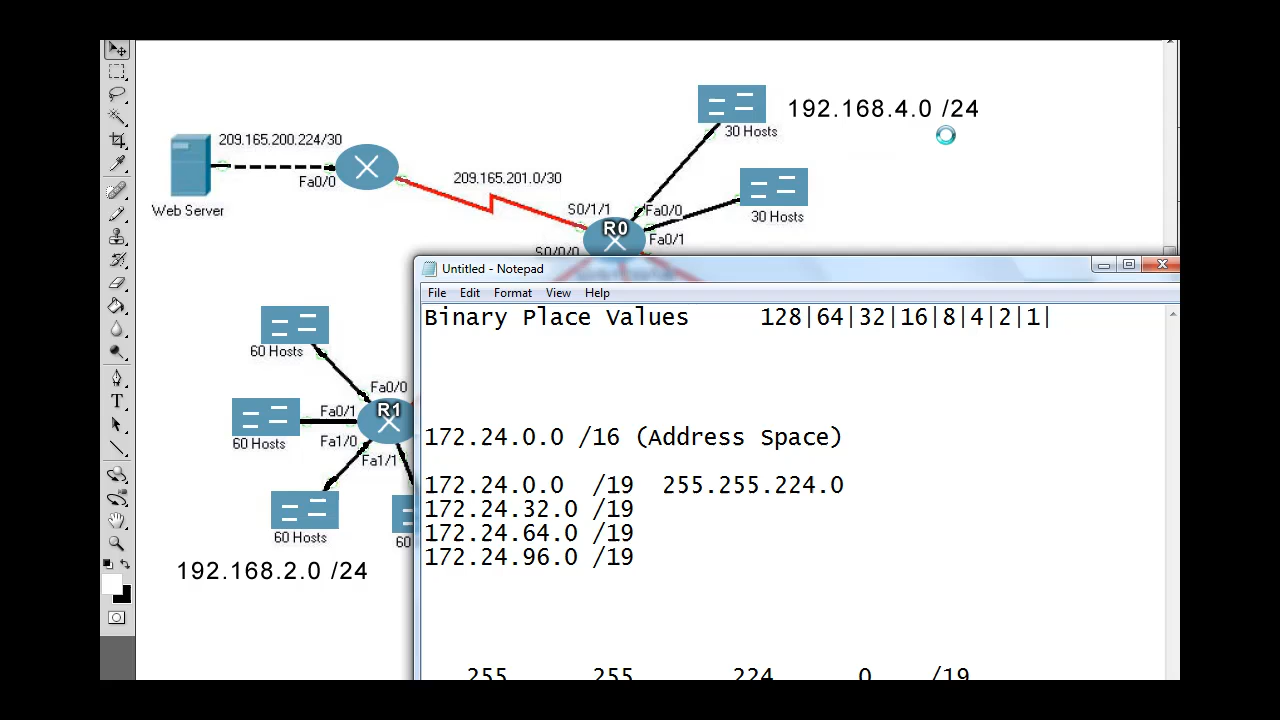 192.168.4.0 /24
30 Hosts
209.165.200.224/30
Fa0/0
Web Server
209.165.201.0/30
S0/1/1
Fa0/0
30 Hosts
R0
Fa0/1
S0/0/0
Untitled - Notepad
File Edit Format View Help
Binary Place Values 128|64|32|16|8|4|2|1|
172.24.0.0 /16 (Address Space)
172.24.0.0 /19 255.255.224.0
172.24.32.0 /19
172.24.64.0 /19
172.24.96.0 /19
255 255 224 0 /19
60 Hosts
Fa0/0
R1
Fa0/1
60 Hosts
Fa1/0
Fa1/1
60 Hosts
60
192.168.2.0 /24